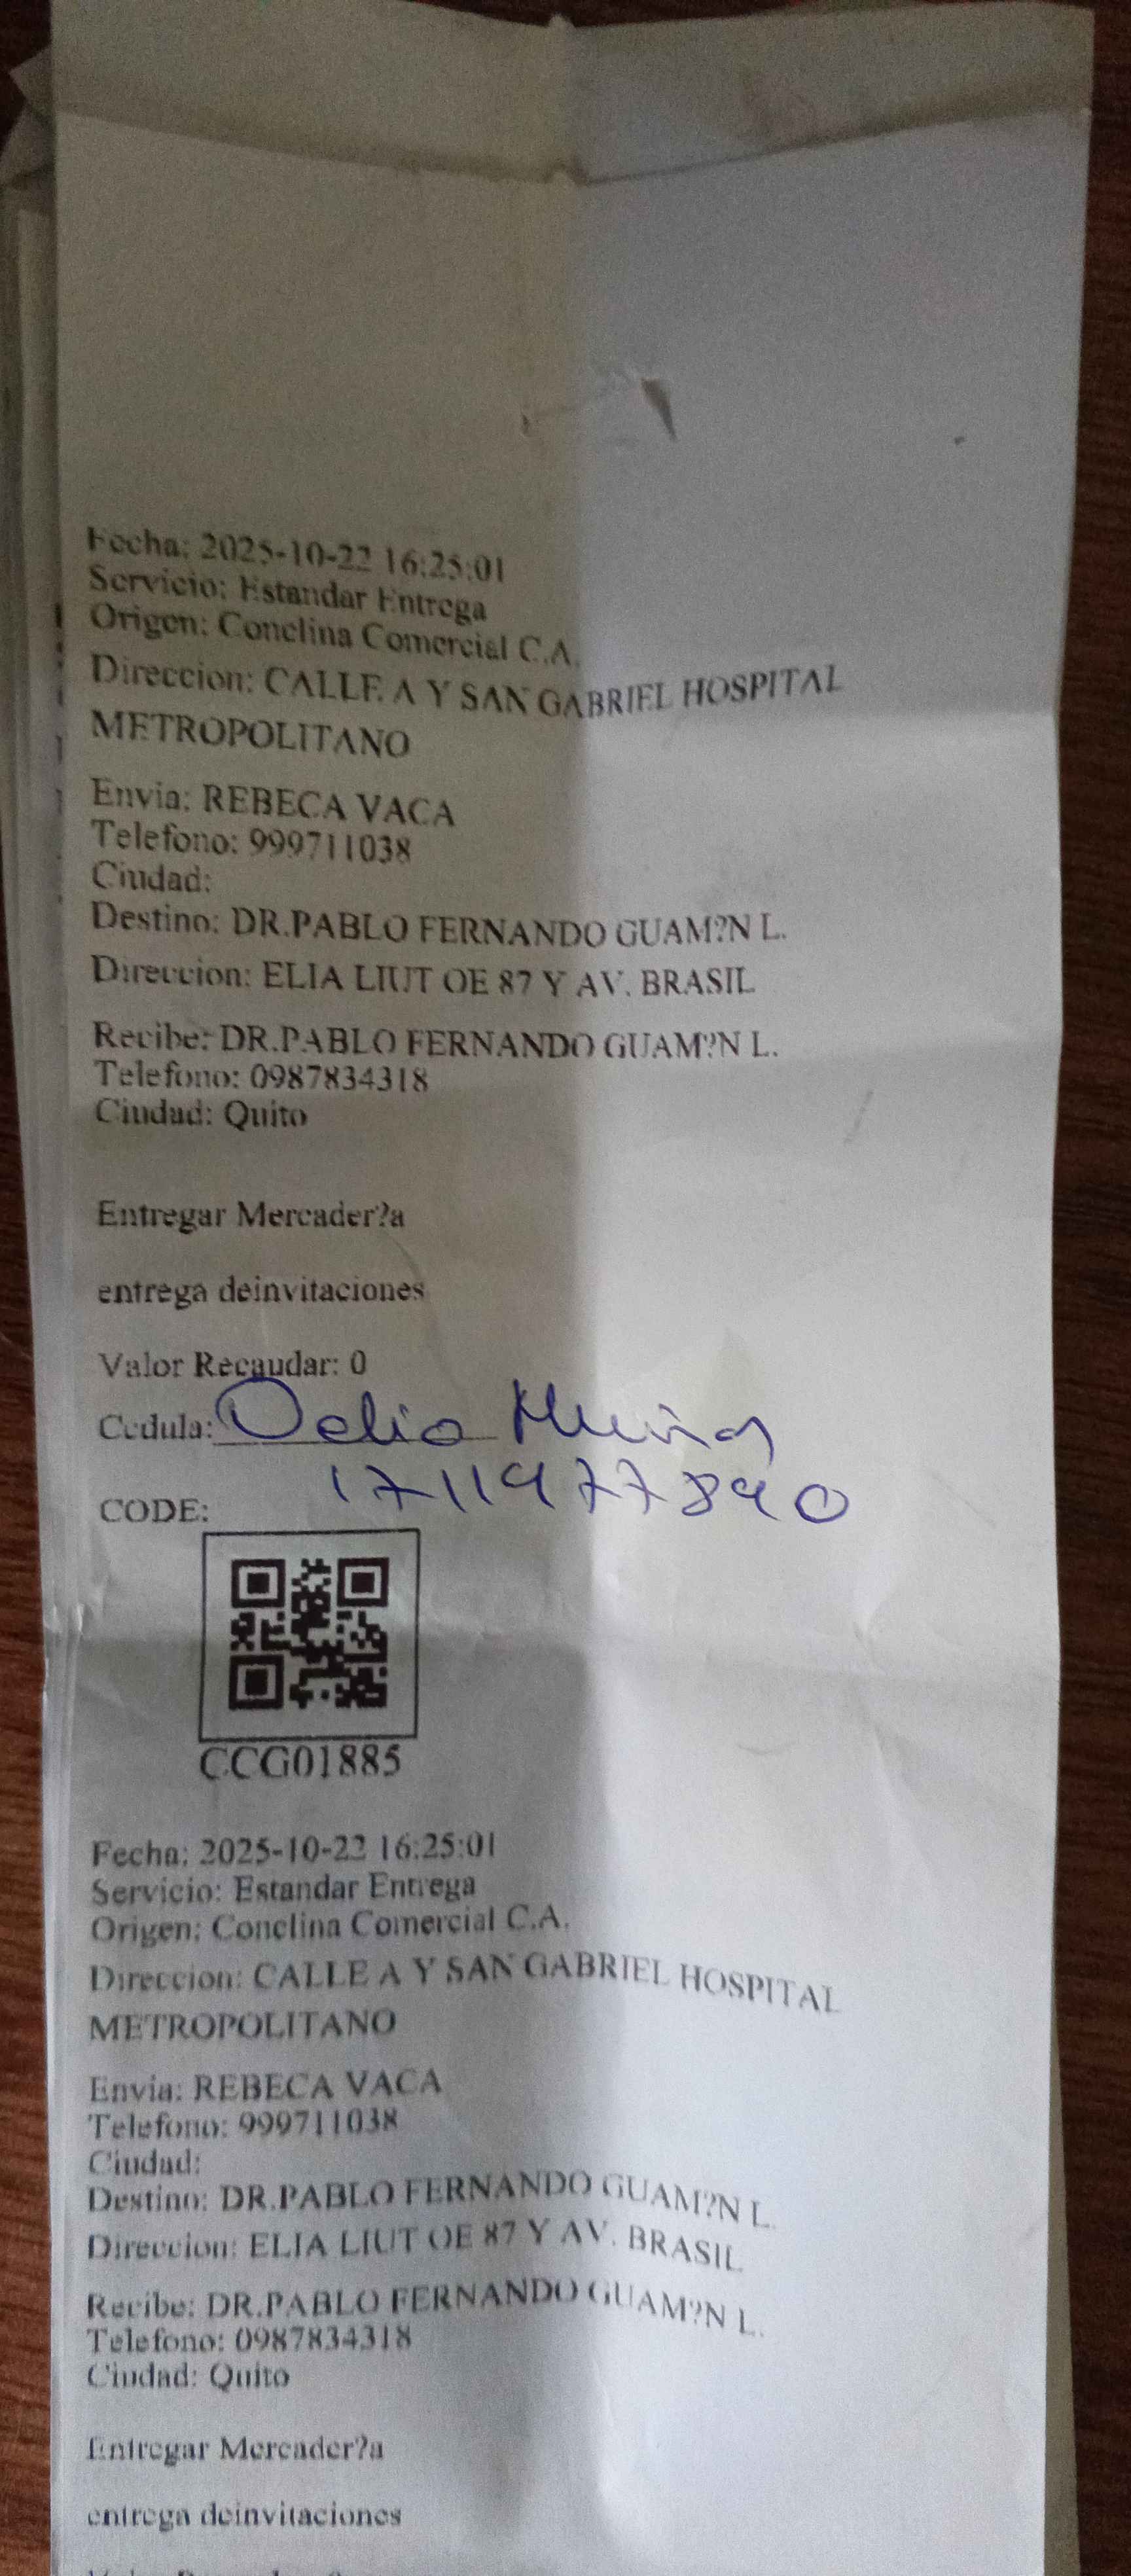 Fecha: 2025-10-22 16:25:01
Servicio: Estandar Entrega
Origen: Conclina Comercial C.A.
Direccion: CALLE A Y SAN GABRIEL HOSPITAL
METROPOLITANO
Envia: REBECA VACA
Telefono: 999711038
Ciudad:
Destino: DR.PABLO FERNANDO GUAM?N L.
Direccion: ELIA LIUT OE 87 Y AV. BRASIL
Recibe: DR.PABLO FERNANDO GUAM?N L.
Telefono: 0987834318
Ciudad: Quito
Entregar Mercader?a
entrega deinvitaciones
Valor Recaudar: 0
Cedula:
1711977890
CODE:
CCG01885
Fecha: 2025-10-22 16:25:01
Servicio: Estandar Entrega
Origen: Conclina Comercial C.A.
Direccion: CALLE A Y SAN GABRIEL HOSPITAL
METROPOLITANO
Envia: REBECA VACA
Telefono: 999711038
Ciudad:
Destino: DR.PABLO FERNANDO GUAM?N L.
Direccion: ELIA LIUT OE 87 Y AV. BRASIL
Recibe: DR.PABLO FERNANDO GUAM?N L.
Telefono: 0987834318
Ciudad: Quito
Entregar Mercader?a
entrega deinvitaciones